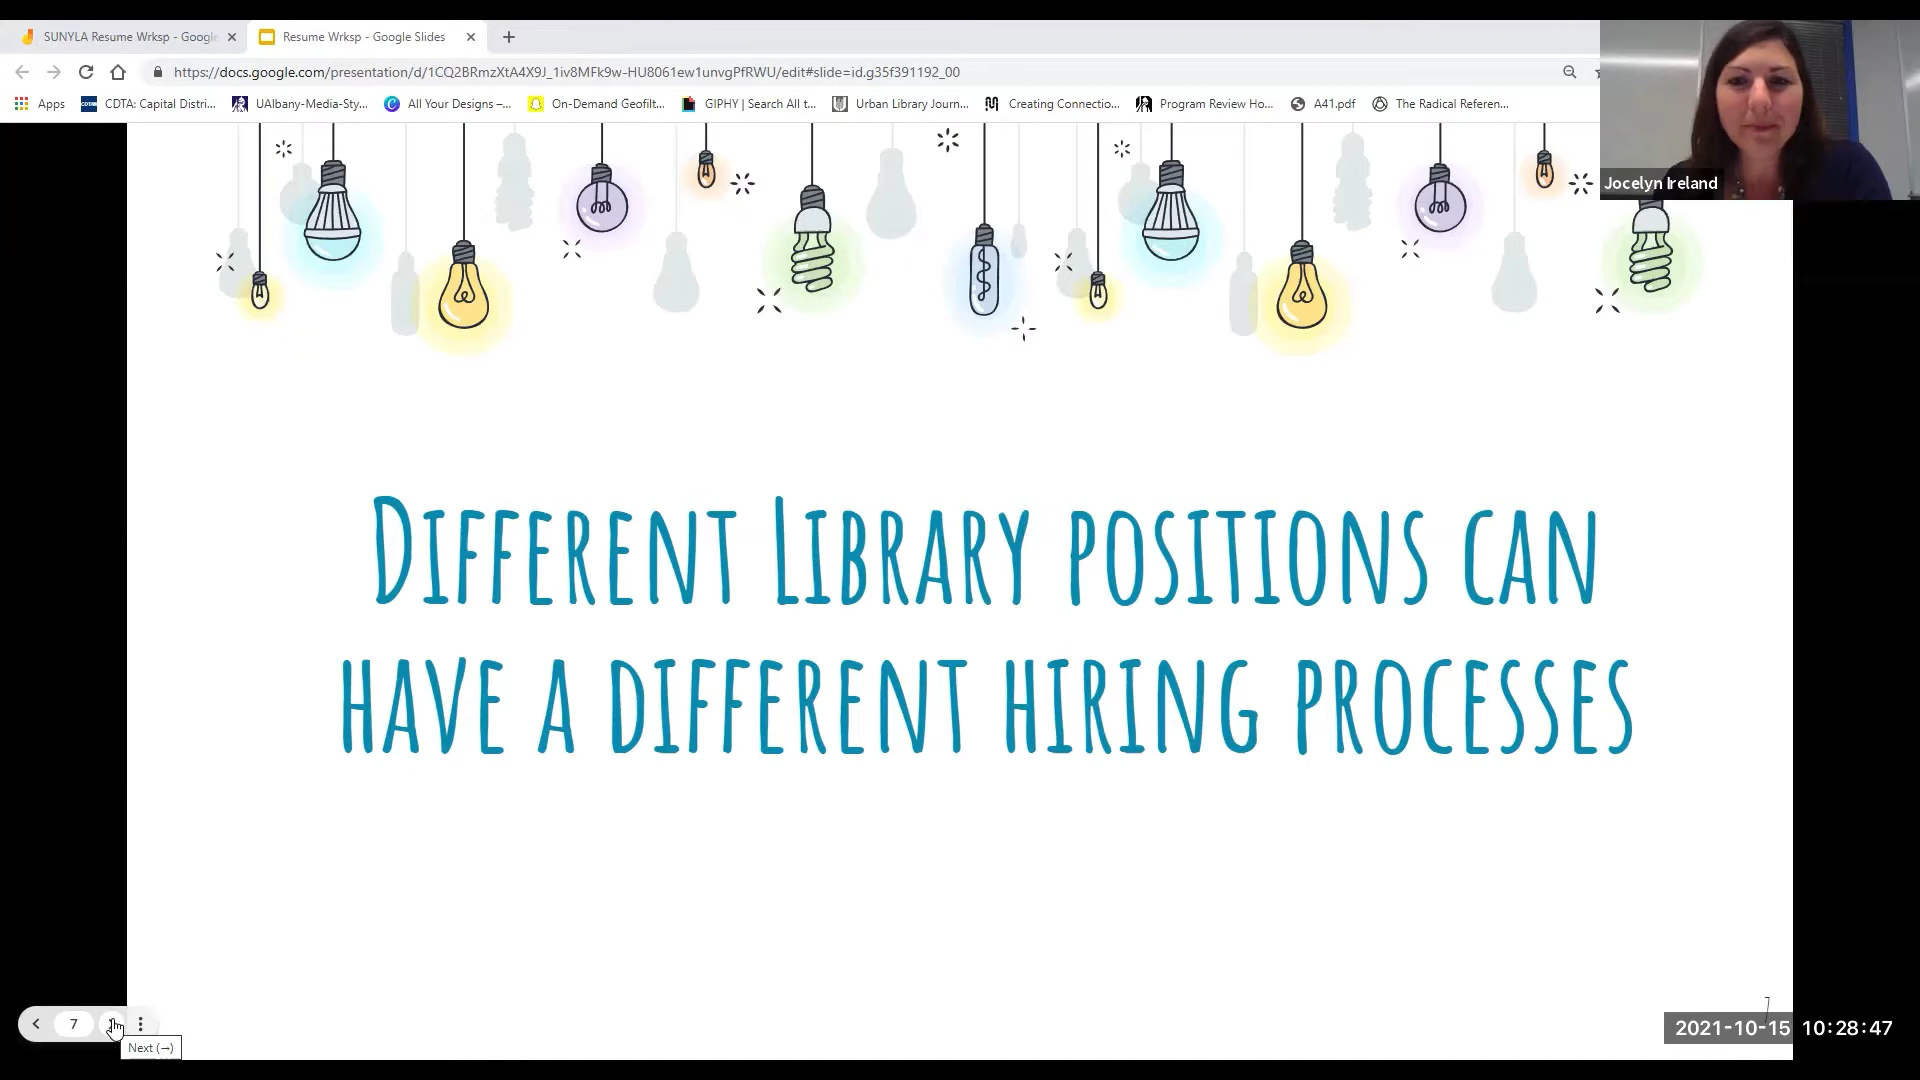 SUNYLA Resume Wrksp - Google
Resume Wrksp - Google Slides
https://docs.google.com/presentation/d/1CQ2BRmzXtA4X9J_1iv8MFk9w-HU8061ew1unvgPfRWU/edit#slide=id.g35f391192_00
Apps CDTA: Capital Distri... UAlbany-Media-Sty... All Your Designs –... On-Demand Geofilt... GIPHY | Search All t... Urban Library Journ... Creating Connectio... Program Review Ho... A41.pdf The Radical Referen...
Jocelyn Ireland
Different Library positions can
have a different hiring processes
7
7
Next (→)
2021-10-15 10:28:47